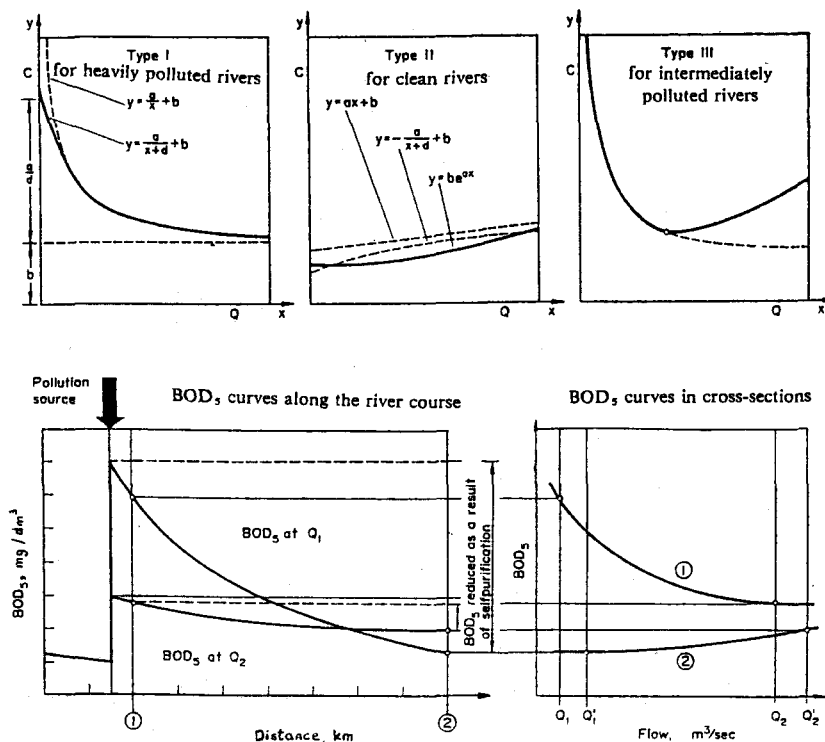 y
C
Type I
for heavily polluted rivers
y = a/x + b
y = a/(x+d) + b
a
b
Q x
y
C
Type II
for clean rivers
y = ax + b
y = - a/(x+d) + b
y = be^ax
Q x
y
C
Type III
for intermediately
polluted rivers
Q x
Pollution
source
BOD₅ curves along the river course
BOD₅, mg / dm³
BOD₅ at Q₁
BOD₅ at Q₂
BOD₅ reduced as a result
of selfpurification
① ②
Distance, km
BOD₅ curves in cross-sections
BOD₅
①
②
Q₁ Q₁' Q₂ Q₂'
Flow, m³/sec